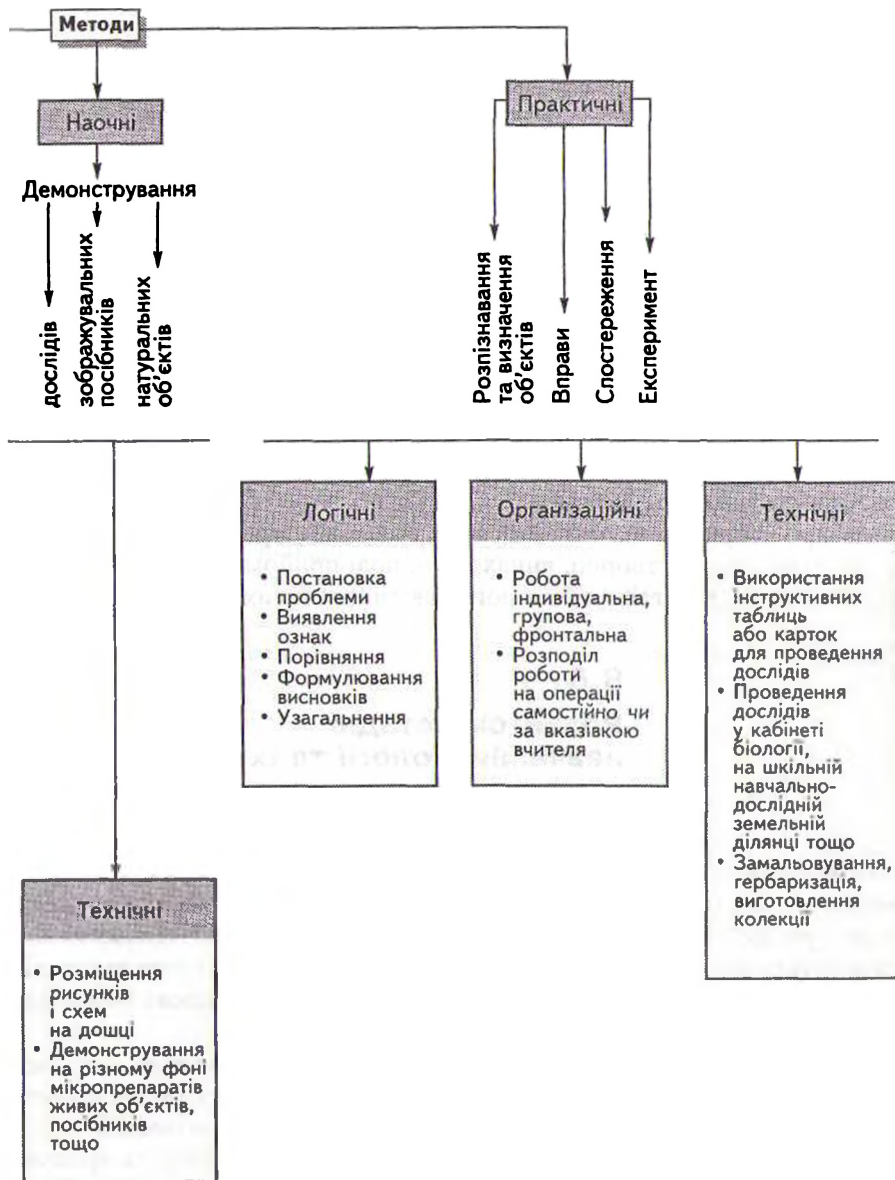 Методи
Наочні
Практичні
Демонстрування
дослідів
зображувальних
посібників
натуральних
об'єктів
Розпізнавання
та визначення
об'єктів
Вправи
Спостереження
Експеримент
Логічні
• Постановка
проблеми
• Виявлення
ознак
• Порівняння
• Формулювання
висновків
• Узагальнення
Організаційні
• Робота
індивідуальна,
групова,
фронтальна
• Розподіл
роботи
на операції
самостійно чи
за вказівкою
вчителя
Технічні
• Використання
інструктивних
таблиць
або карток
для проведення
дослідів
• Проведення
дослідів
у кабінеті
біології,
на шкільній
навчально-
дослідній
земельній
ділянці тощо
• Замальовування,
гербаризація,
виготовлення
колекції
Технічні
• Розміщення
рисунків
і схем
на дошці
• Демонстрування
на різному фоні
мікропрепаратів
живих об'єктів,
посібників
тощо